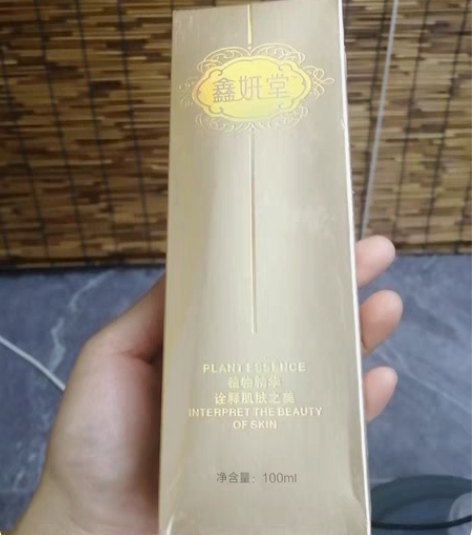 鑫妍堂
PLANT ESSENCE
植物精华
诠释肌肤之美
INTERPRET THE BEAUTY
OF SKIN
净含量: 100ml